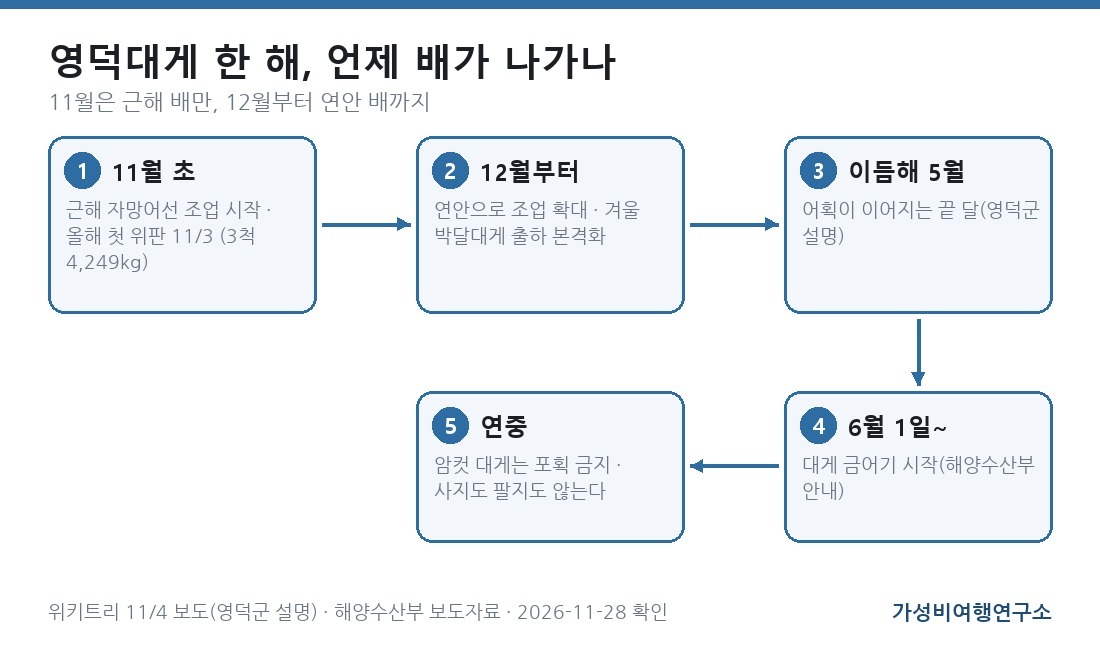 영덕대게 한 해, 언제 배가 나가나
11월은 근해 배만, 12월부터 연안 배까지
1 11월 초
근해 자망어선 조업 시작 ·
올해 첫 위판 11/3 (3척
4,249kg)
2 12월부터
연안으로 조업 확대 · 겨울
박달대게 출하 본격화
3 이듬해 5월
어획이 이어지는 끝 달(영덕군
설명)
4 6월 1일~
대게 금어기 시작(해양수산부
안내)
5 연중
암컷 대게는 포획 금지 ·
사지도 팔지도 않는다
위키트리 11/4 보도(영덕군 설명) · 해양수산부 보도자료 · 2026-11-28 확인
가성비여행연구소